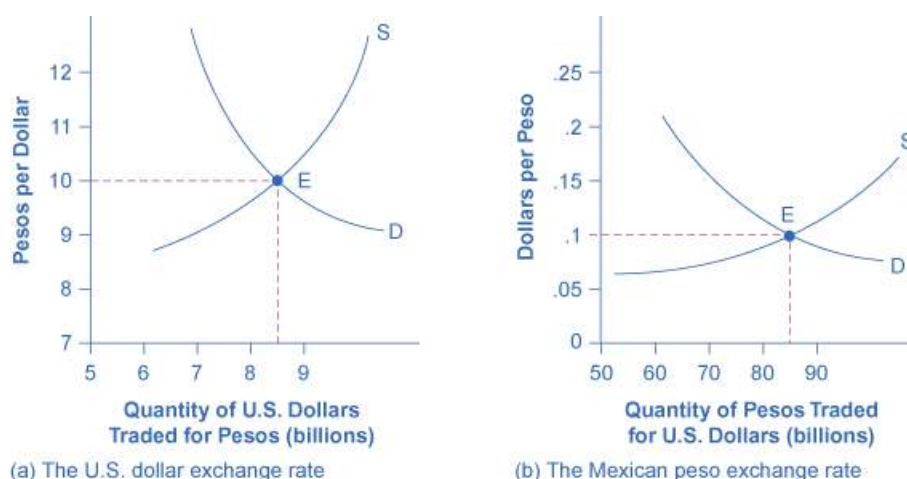 Pesos per Dollar
12
11
10
9
8
7
5
6
7
8
9
S
E
D
Quantity of U.S. Dollars
Traded for Pesos (billions)
(a) The U.S. dollar exchange rate
Dollars per Peso
.25
.2
.15
.1
.05
0
50
60
70
80
90
S
E
D
Quantity of Pesos Traded
for U.S. Dollars (billions)
(b) The Mexican peso exchange rate